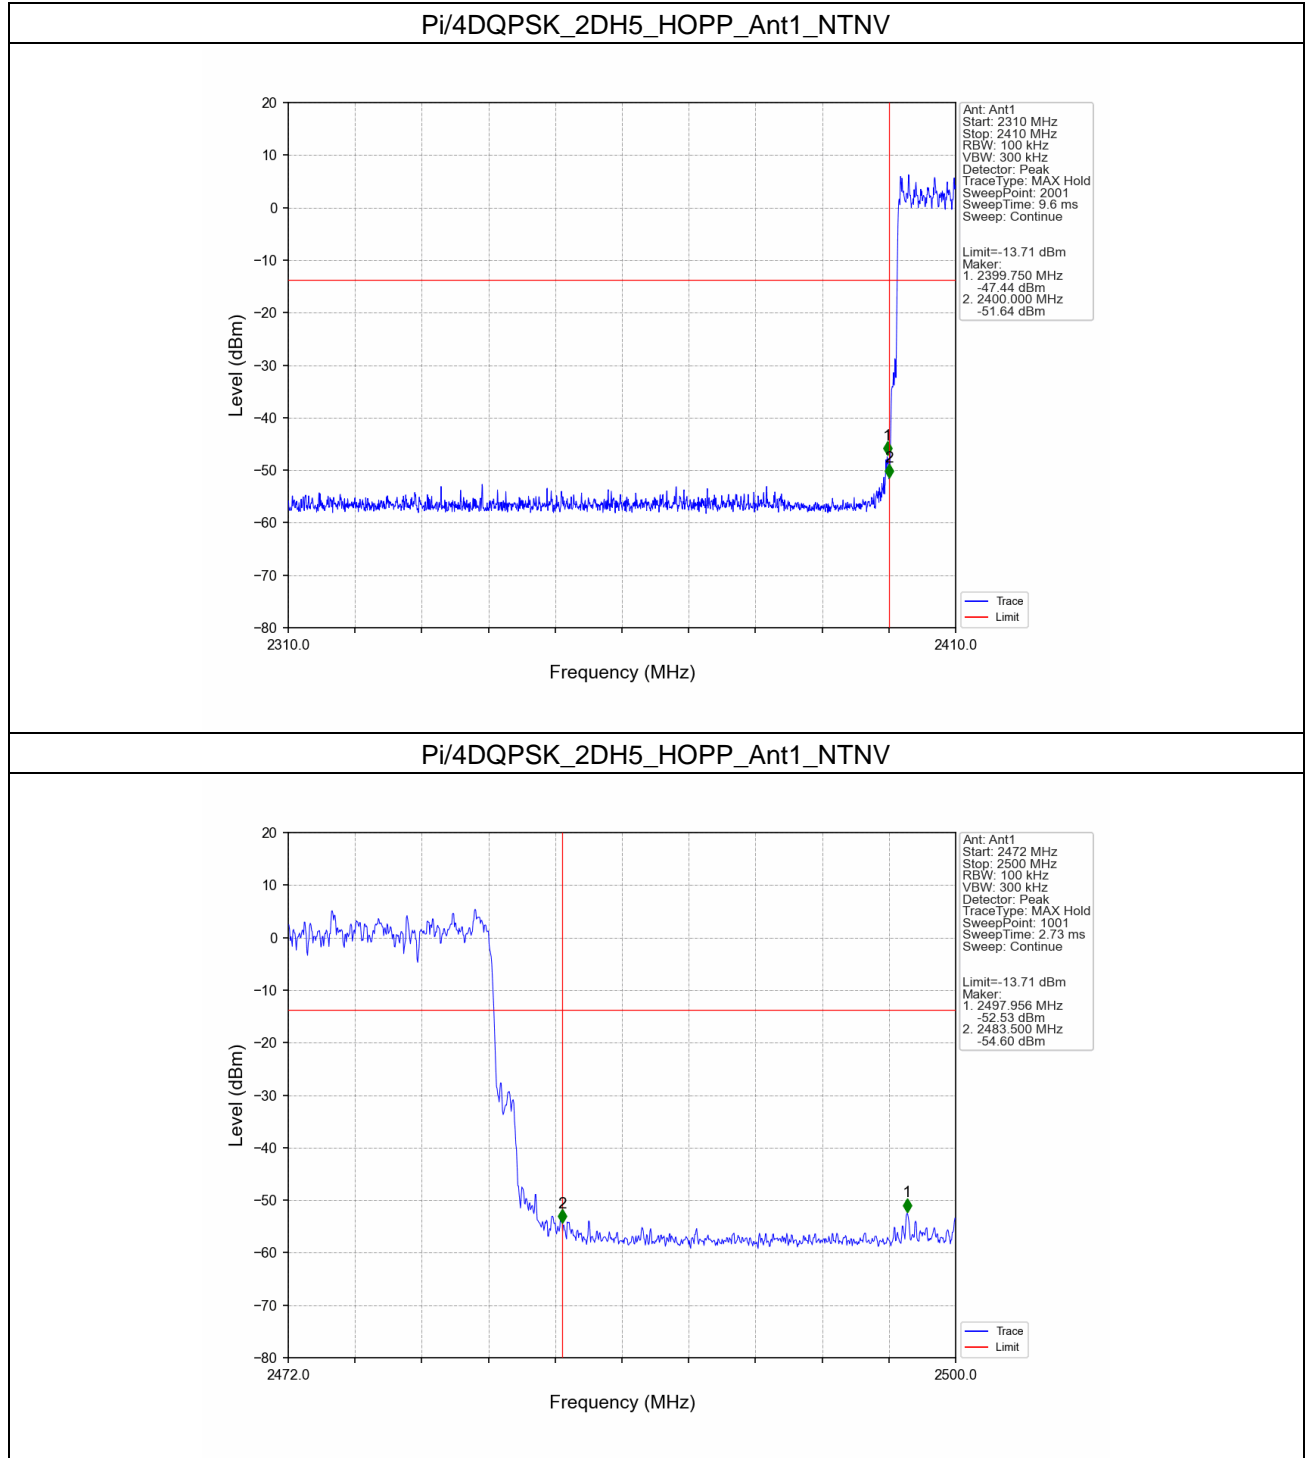 Pi/4DQPSK_2DH5_HOPP_Ant1_NTNV
20
10
0
−10
−20
−30
−40
−50
−60
−70
−80
Level (dBm)
1
2
2310.0
2410.0
Frequency (MHz)
Ant: Ant1
Start: 2310 MHz
Stop: 2410 MHz
RBW: 100 kHz
VBW: 300 kHz
Detector: Peak
TraceType: MAX Hold
SweepPoint: 2001
SweepTime: 9.6 ms
Sweep: Continue
Limit=-13.71 dBm
Maker:
1. 2399.750 MHz
-47.44 dBm
2. 2400.000 MHz
-51.64 dBm
Trace
Limit
Pi/4DQPSK_2DH5_HOPP_Ant1_NTNV
20
10
0
−10
−20
−30
−40
−50
−60
−70
−80
Level (dBm)
2
1
2472.0
2500.0
Frequency (MHz)
Ant: Ant1
Start: 2472 MHz
Stop: 2500 MHz
RBW: 100 kHz
VBW: 300 kHz
Detector: Peak
TraceType: MAX Hold
SweepPoint: 1001
SweepTime: 2.73 ms
Sweep: Continue
Limit=-13.71 dBm
Maker:
1. 2497.956 MHz
-52.53 dBm
2. 2483.500 MHz
-54.60 dBm
Trace
Limit